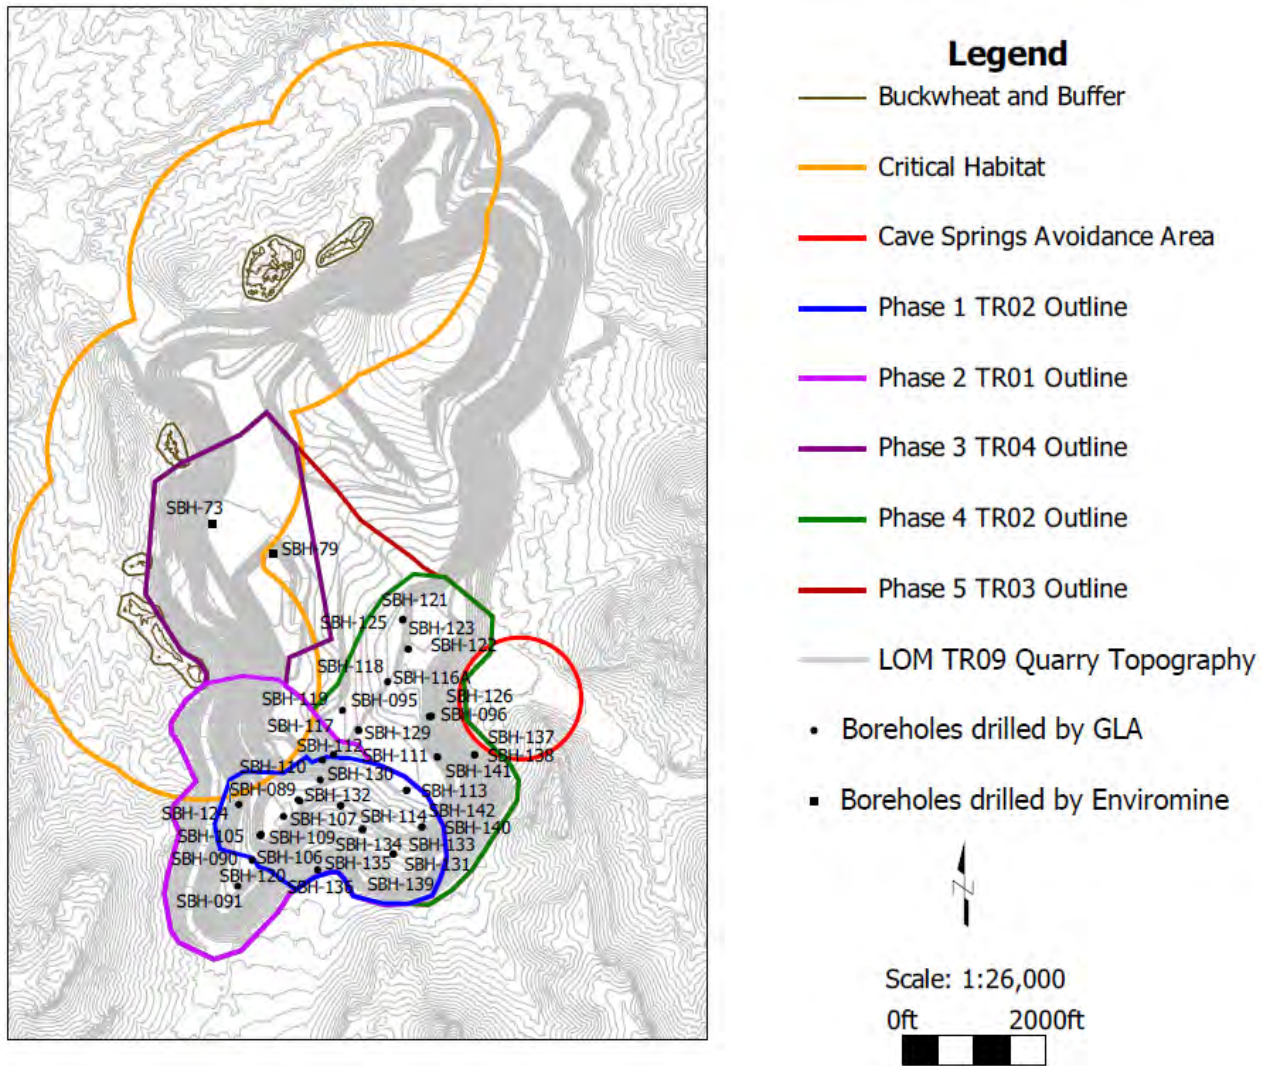 Legend
Buckwheat and Buffer
Critical Habitat
Cave Springs Avoidance Area
Phase 1 TR02 Outline
Phase 2 TR01 Outline
Phase 3 TR04 Outline
Phase 4 TR02 Outline
Phase 5 TR03 Outline
LOM TR09 Quarry Topography
Boreholes drilled by GLA
Boreholes drilled by Enviromine
N
Scale: 1:26,000
0ft 2000ft
SBH-73
SBH-79
SBH-121
SBH-125
SBH-123
SBH-122
SBH-118
SBH-116A
SBH-119
SBH-095
SBH-126
SBH-096
SBH-117
SBH-129
SBH-137
SBH-112
SBH-111
SBH-138
SBH-110
SBH-130
SBH-141
SBH-089
SBH-132
SBH-113
SBH-124
SBH-107
SBH-114
SBH-142
SBH-105
SBH-109
SBH-134
SBH-133
SBH-140
SBH-090
SBH-106
SBH-135
SBH-131
SBH-120
SBH-136
SBH-139
SBH-091